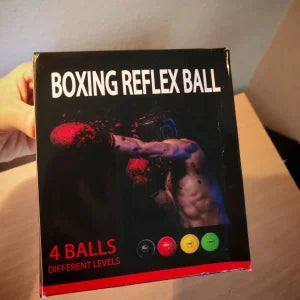 BOXING REFLEX BALL
4 BALLS
DIFFERENT LEVELS